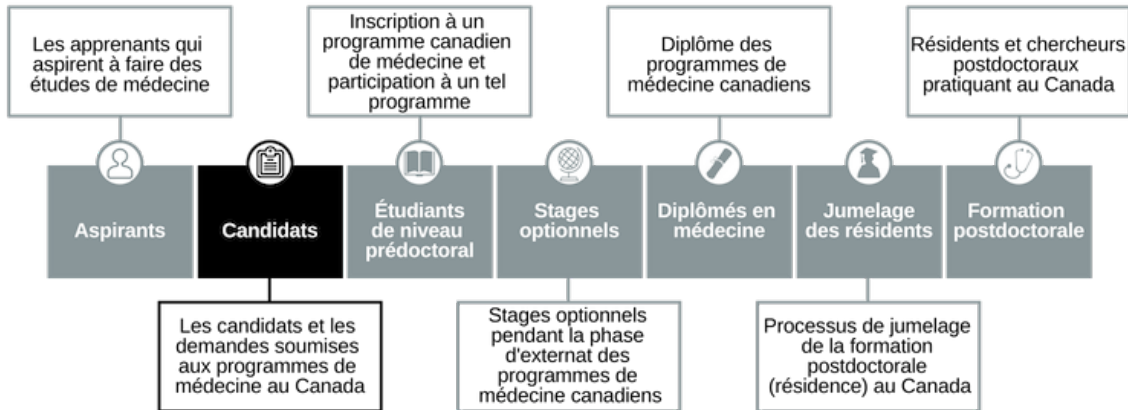 Les apprenants qui
aspirent à faire des
études de médecine
Inscription à un
programme canadien
de médecine et
participation à un tel
programme
Diplôme des
programmes de
médecine canadiens
Résidents et chercheurs
postdoctoraux
pratiquant au Canada
Aspirants
Candidats
Étudiants
de niveau
prédoctoral
Stages
optionnels
Diplômés en
médecine
Jumelage
des résidents
Formation
postdoctorale
Les candidats et les
demandes soumises
aux programmes de
médecine au Canada
Stages optionnels
pendant la phase
d'externat des
programmes de
médecine canadiens
Processus de jumelage
de la formation
postdoctorale
(résidence) au Canada